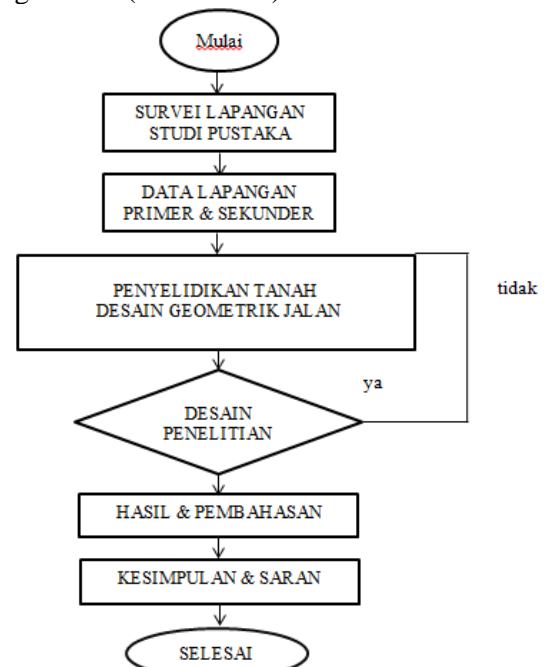 Mulai
SURVEI LAPANGAN
STUDI PUSTAKA
DATA LAPANGAN
PRIMER & SEKUNDER
PENYELIDIKAN TANAH
DESAIN GEOMETRIK JALAN
tidak
ya
DESAIN
PENELITIAN
HASIL & PEMBAHASAN
KESIMPULAN & SARAN
SELESAI